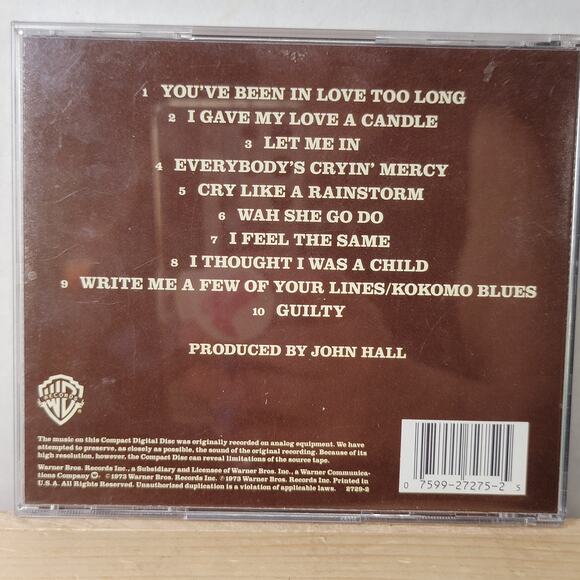 1 YOU'VE BEEN IN LOVE TOO LONG
2 I GAVE MY LOVE A CANDLE
3 LET ME IN
4 EVERYBODY'S CRYIN' MERCY
5 CRY LIKE A RAINSTORM
6 WAH SHE GO DO
7 I FEEL THE SAME
8 I THOUGHT I WAS A CHILD
9 WRITE ME A FEW OF YOUR LINES/KOKOMO BLUES
10 GUILTY
PRODUCED BY JOHN HALL
WB
RECORDS
The music on this Compact Digital Disc was originally recorded on analog equipment. We have
attempted to preserve, as closely as possible, the sound of the original recording. Because of its
high resolution, however, the Compact Disc can reveal limitations of the source tape.
Warner Bros. Records Inc., a Subsidiary and Licensee of Warner Bros. Inc., a Warner Communica-
tions Company. ©1973 Warner Bros. Records Inc. ℗1973 Warner Bros. Records Inc. Printed in
U.S.A. All Rights Reserved. Unauthorized duplication is a violation of applicable laws. 2729-2
0 7599-27275-2 5